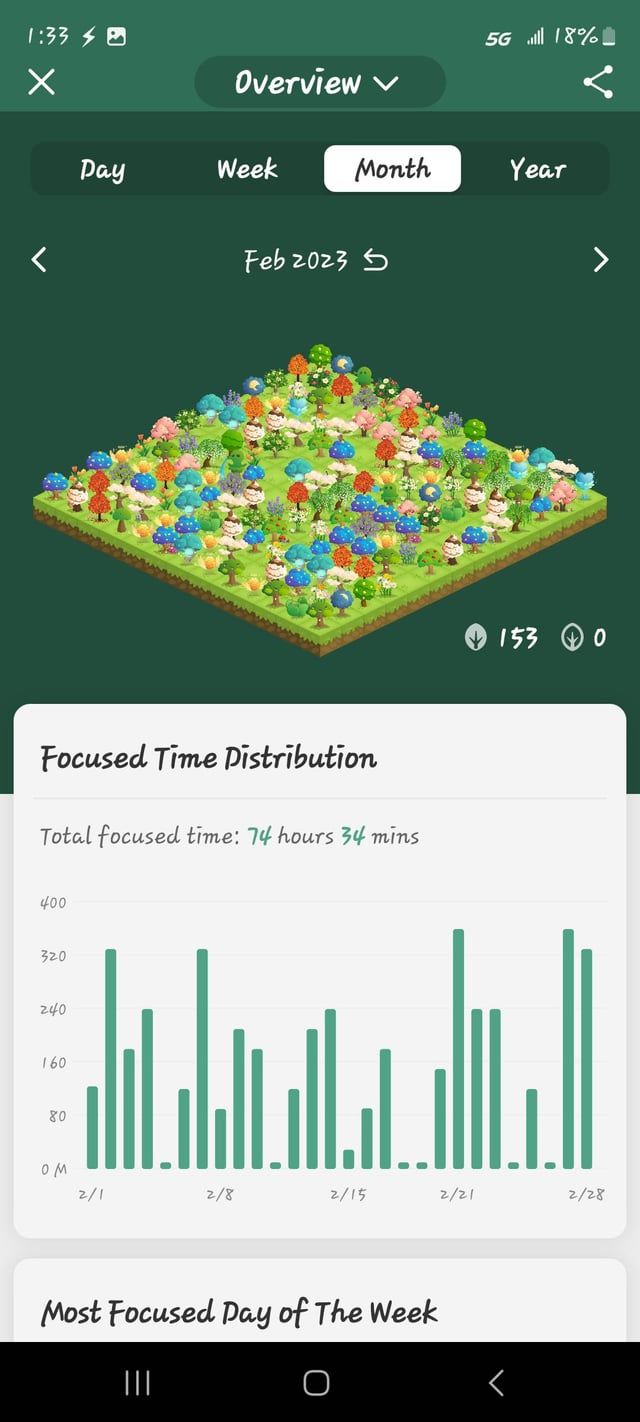 1:33 5G 18%
Overview
Day Week Month Year
Feb 2023
153 0
Focused Time Distribution
Total focused time: 74 hours 34 mins
400
320
240
160
80
0 M
2/1 2/8 2/15 2/21 2/28
Most Focused Day of The Week